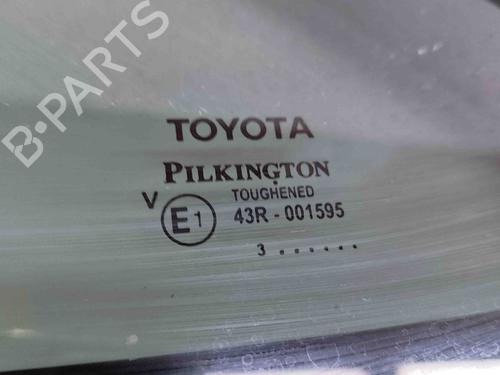 B-PARTS
TOYOTA
PILKINGTON
TOUGHENED
V E1 43R - 001595
3 ......